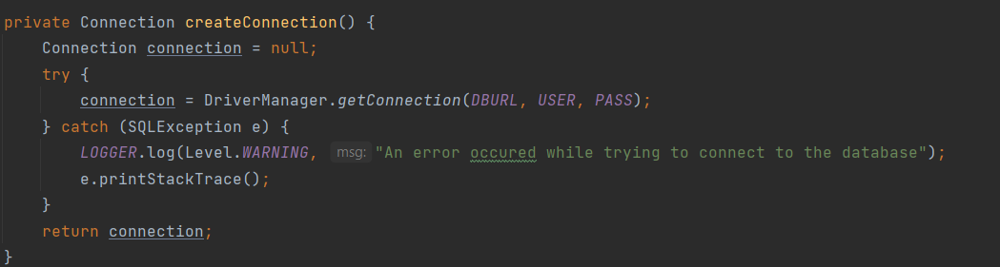 private Connection createConnection() {
    Connection connection = null;
    try {
        connection = DriverManager.getConnection(DBURL, USER, PASS);
    } catch (SQLException e) {
        LOGGER.log(Level.WARNING, msg: "An error occured while trying to connect to the database");
        e.printStackTrace();
    }
    return connection;
}